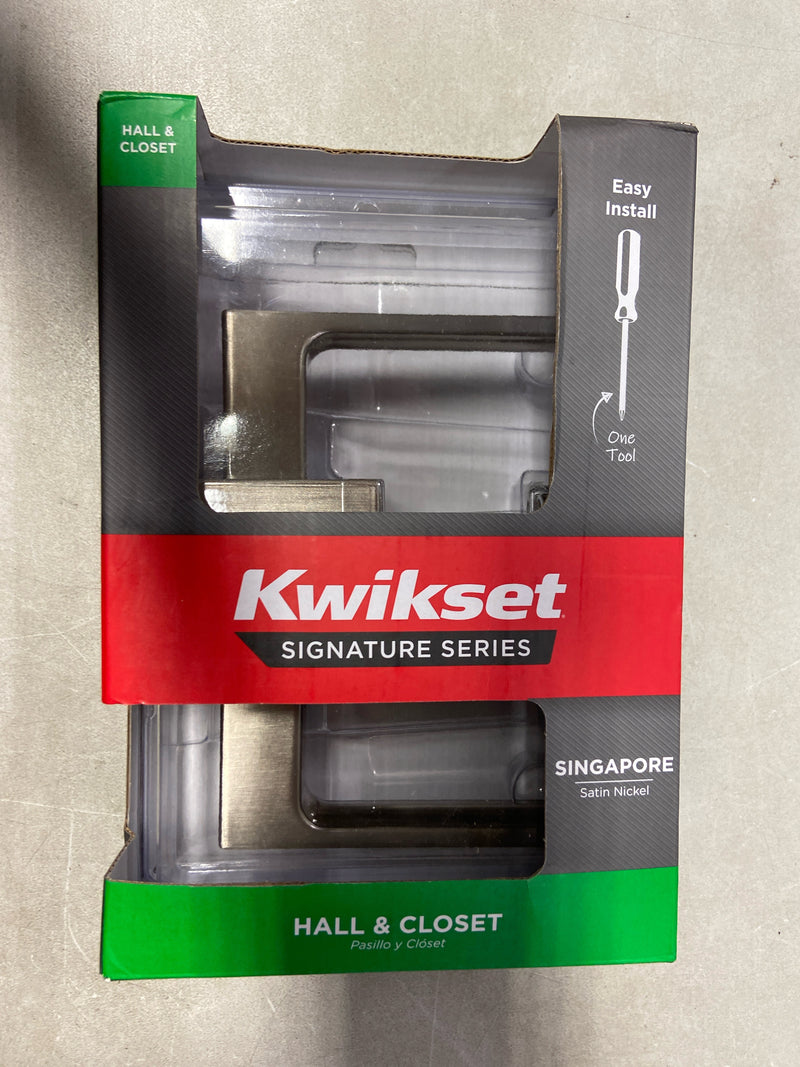 HALL &
CLOSET
Easy
Install
One
Tool
Kwikset
SIGNATURE SERIES
SINGAPORE
Satin Nickel
HALL & CLOSET
Pasillo y Clóset